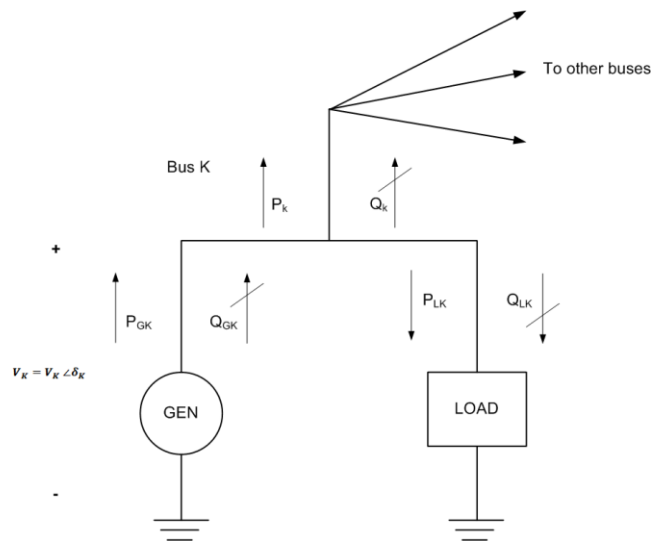 To other buses
Bus K
P_k
Q_k
+
P_GK
Q_GK
P_LK
Q_LK
V_K = V_K ∠δ_K
GEN
LOAD
-